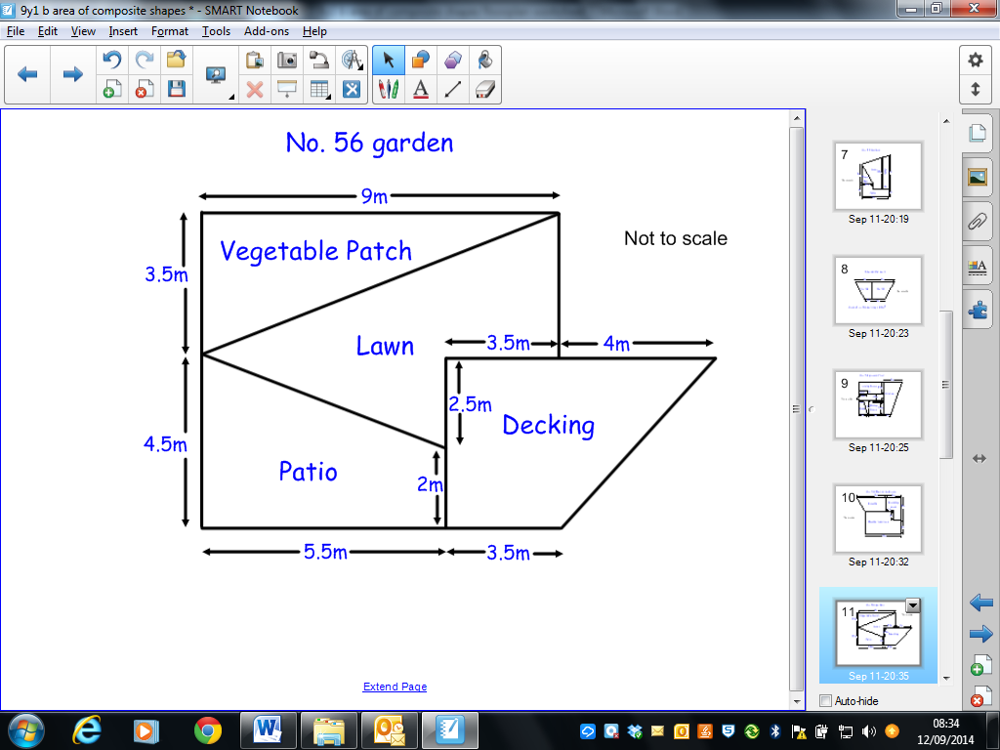 9y1 b area of composite shapes * - SMART Notebook
File Edit View Insert Format Tools Add-ons Help
No. 56 garden
9m
Not to scale
Vegetable Patch
3.5m
Lawn
3.5m
4m
2.5m
Decking
4.5m
Patio
2m
5.5m
3.5m
Extend Page
7
Sep 11-20:19
8
Sep 11-20:23
9
Sep 11-20:25
10
Sep 11-20:32
11
Sep 11-20:35
Auto-hide
08:34
12/09/2014